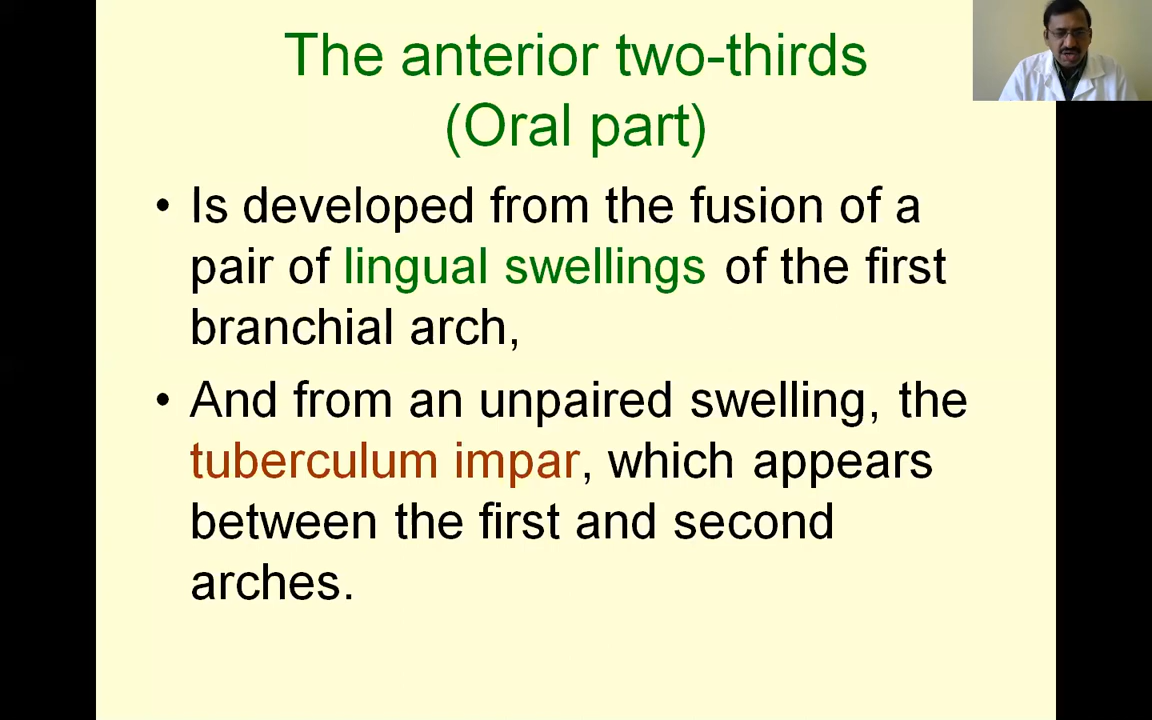 The anterior two-thirds
(Oral part)
• Is developed from the fusion of a
pair of lingual swellings of the first
branchial arch,
• And from an unpaired swelling, the
tuberculum impar, which appears
between the first and second
arches.